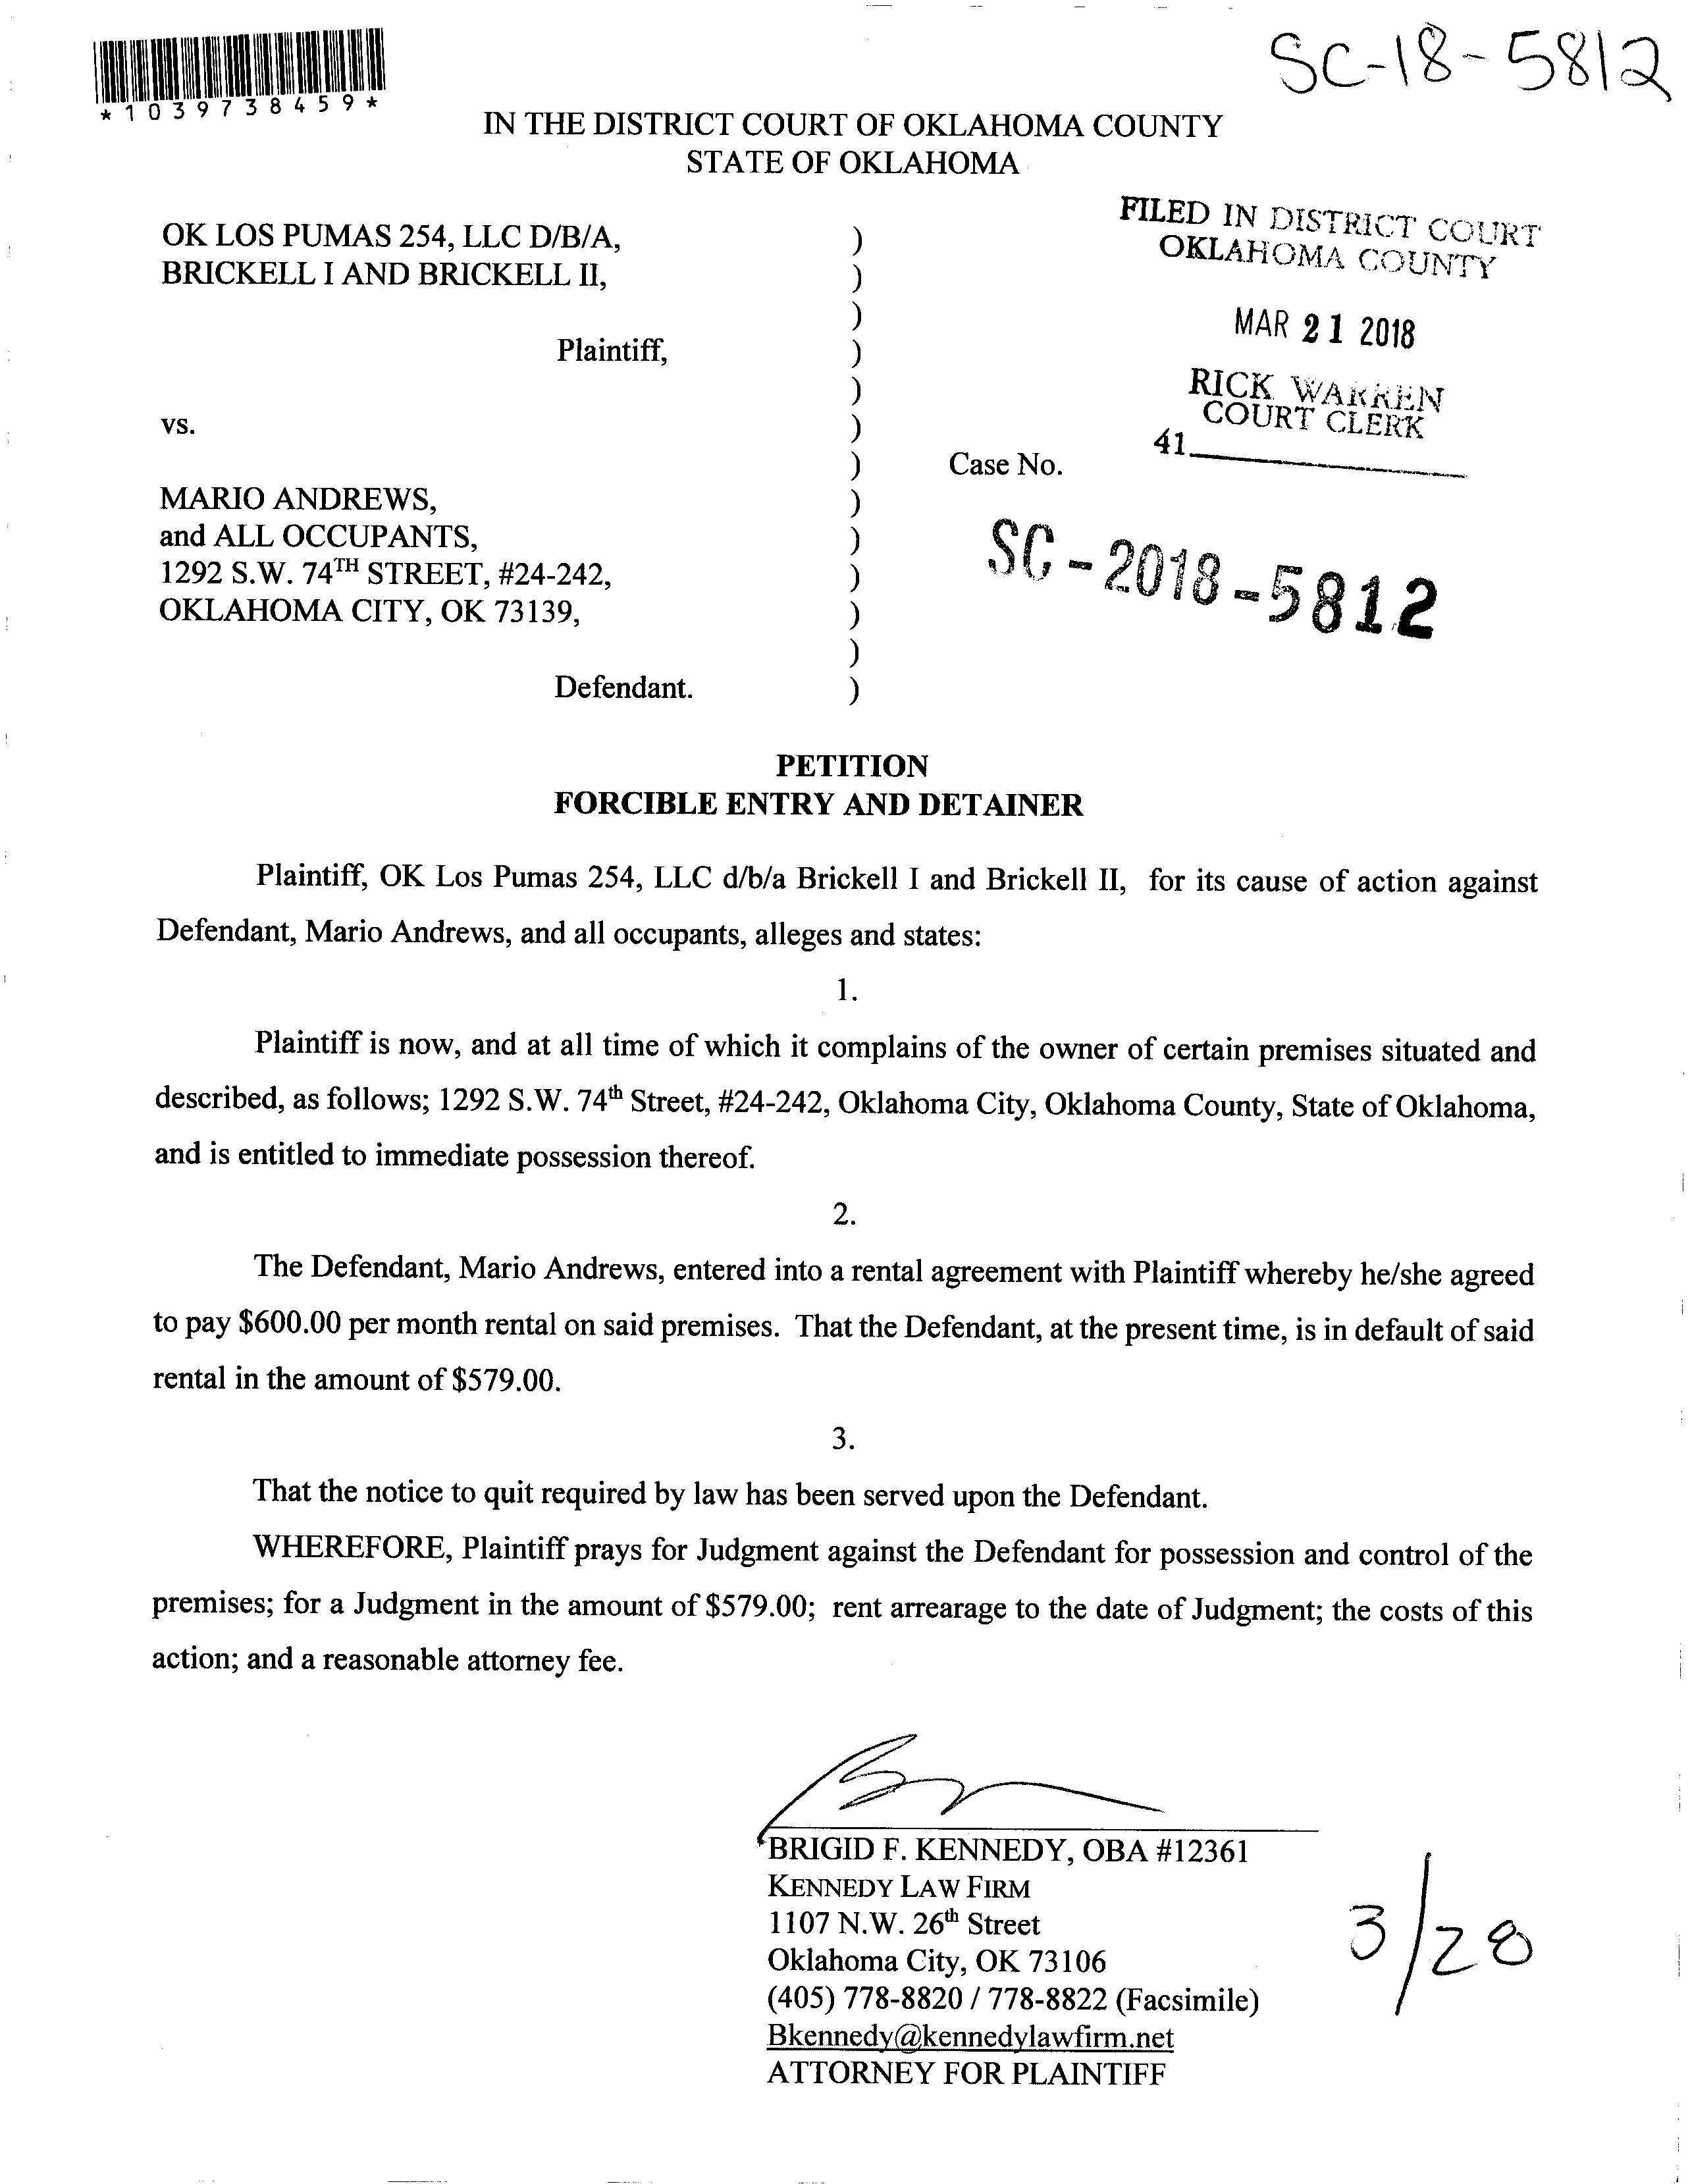 SC-18-5812
*1039738459*
IN THE DISTRICT COURT OF OKLAHOMA COUNTY
STATE OF OKLAHOMA
FILED IN DISTRICT COURT
OKLAHOMA COUNTY
MAR 21 2018
RICK WARREN
COURT CLERK
41
OK LOS PUMAS 254, LLC D/B/A, )
BRICKELL I AND BRICKELL II, )
)
Plaintiff, )
)
vs. )
) Case No.
MARIO ANDREWS, )
and ALL OCCUPANTS, )
1292 S.W. 74TH STREET, #24-242, )
OKLAHOMA CITY, OK 73139, )
)
Defendant. )
SC-2018-5812
PETITION
FORCIBLE ENTRY AND DETAINER
Plaintiff, OK Los Pumas 254, LLC d/b/a Brickell I and Brickell II, for its cause of action against
Defendant, Mario Andrews, and all occupants, alleges and states:
1.
Plaintiff is now, and at all time of which it complains of the owner of certain premises situated and
described, as follows; 1292 S.W. 74th Street, #24-242, Oklahoma City, Oklahoma County, State of Oklahoma,
and is entitled to immediate possession thereof.
2.
The Defendant, Mario Andrews, entered into a rental agreement with Plaintiff whereby he/she agreed
to pay $600.00 per month rental on said premises. That the Defendant, at the present time, is in default of said
rental in the amount of $579.00.
3.
That the notice to quit required by law has been served upon the Defendant.
WHEREFORE, Plaintiff prays for Judgment against the Defendant for possession and control of the
premises; for a Judgment in the amount of $579.00; rent arrearage to the date of Judgment; the costs of this
action; and a reasonable attorney fee.
BRIGID F. KENNEDY, OBA #12361
KENNEDY LAW FIRM
1107 N.W. 26th Street
Oklahoma City, OK 73106
(405) 778-8820 / 778-8822 (Facsimile)
Bkennedy@kennedylawfirm.net
ATTORNEY FOR PLAINTIFF
3/28